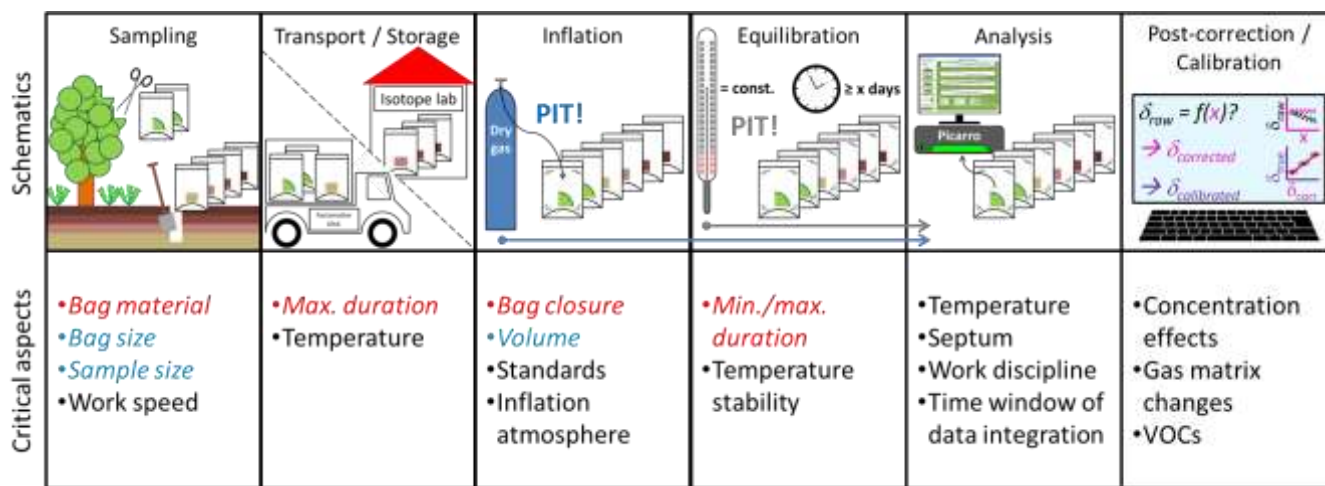 Sampling
Transport / Storage
Inflation
Equilibration
Analysis
Post-correction /
Calibration
Schematics
Isotope lab
PIT!
Dry
gas
= const.
≥ x days
PIT!
Picarro
δraw = f(x)?
→ δcorrected
→ δcalibrated
δraw
x
δtrue
δcorr
Critical aspects
•Bag material
•Bag size
•Sample size
•Work speed
•Max. duration
•Temperature
•Bag closure
•Volume
•Standards
•Inflation
atmosphere
•Min./max.
duration
•Temperature
stability
•Temperature
•Septum
•Work discipline
•Time window of
data integration
•Concentration
effects
•Gas matrix
changes
•VOCs